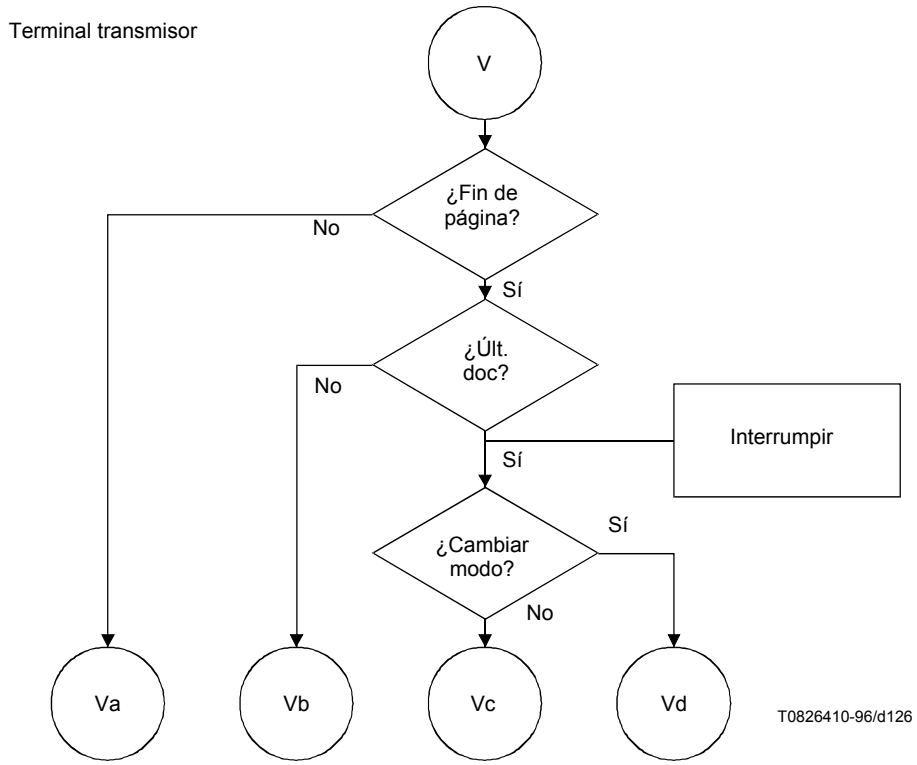 Terminal transmisor
V
¿Fin de
página?
No
Sí
¿Últ.
doc?
No
Interrumpir
Sí
¿Cambiar
modo?
Sí
No
Va
Vb
Vc
Vd
T0826410-96/d126